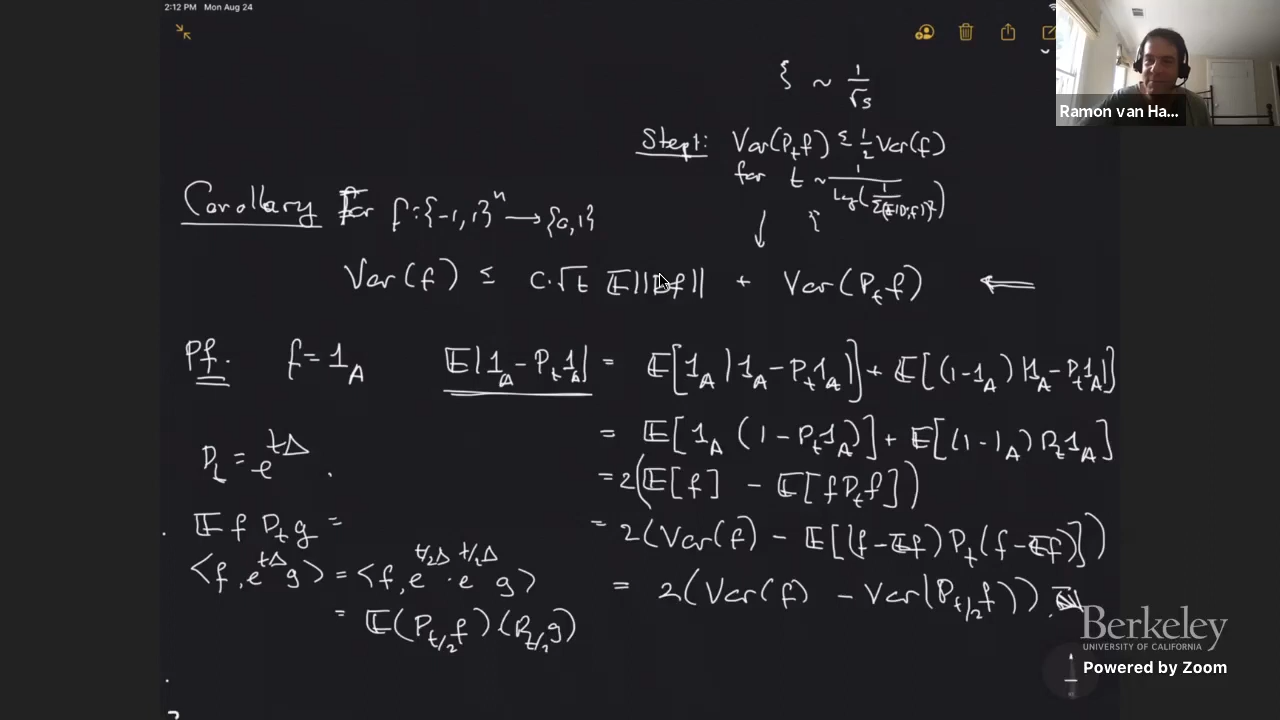 2:12 PM Mon Aug 24
Ramon van Ha...
ξ ~ 1/√s
Step 1: Var(P_t f) ≤ 1/2 Var(f)
for t ~ 1/log(1/Σ(E|D_i f|)²)
Corollary For f:{-1,1}^n → {0,1}
Var(f) ≤ C·√t E||Df|| + Var(P_t f) ⟸
Pf. f = 1_A E|1_A - P_t 1_A| = E[1_A |1_A - P_t 1_A|] + E[(1-1_A) |1_A - P_t 1_A|]
= E[1_A (1 - P_t 1_A)] + E[(1-1_A) P_t 1_A]
P_t = e^{tΔ}.
= 2(E[f] - E[f P_t f])
E f P_t g =
= 2(Var(f) - E[(f-Ef) P_t (f-Ef)])
<f, e^{tΔ} g> = <f, e^{t/2Δ} · e^{t/2Δ} g>
= 2(Var(f) - Var(P_{t/2} f)).
= E(P_{t/2} f)(P_{t/2} g)
Berkeley
UNIVERSITY OF CALIFORNIA
Powered by Zoom